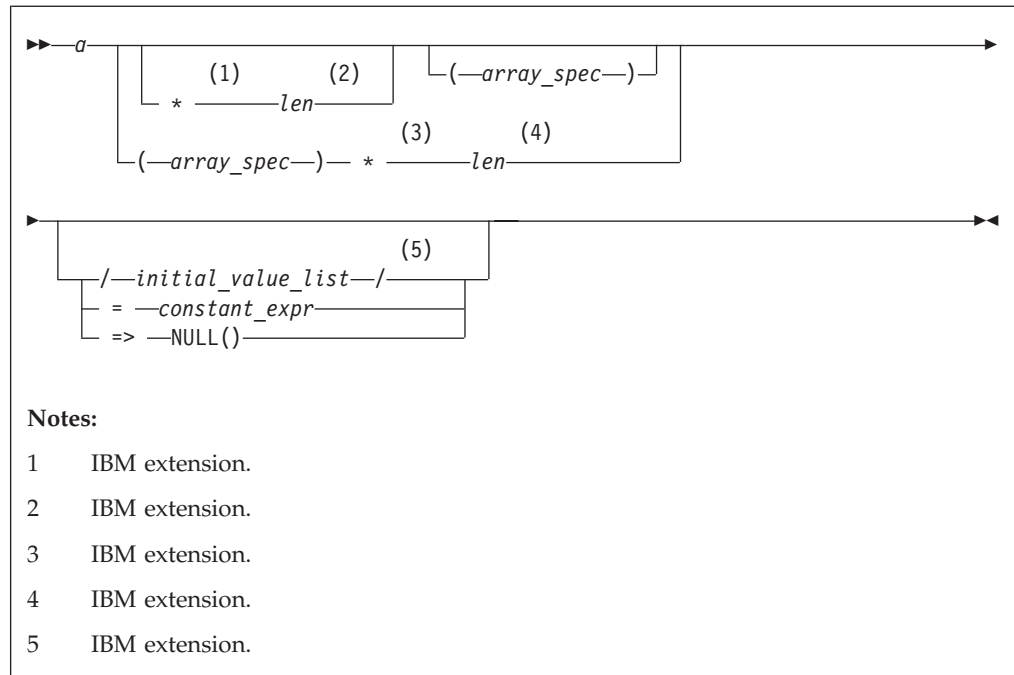 a
(1) (2) ( array_spec )
* len
(3) (4)
( array_spec ) * len
(5)
/ initial_value_list /
= constant_expr
=> NULL()
Notes:
1 IBM extension.
2 IBM extension.
3 IBM extension.
4 IBM extension.
5 IBM extension.